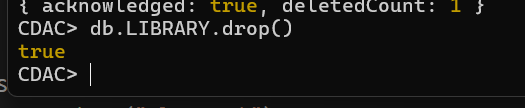 { acknowledged: true, deletedCount: 1 }
CDAC> db.LIBRARY.drop()
true
CDAC>